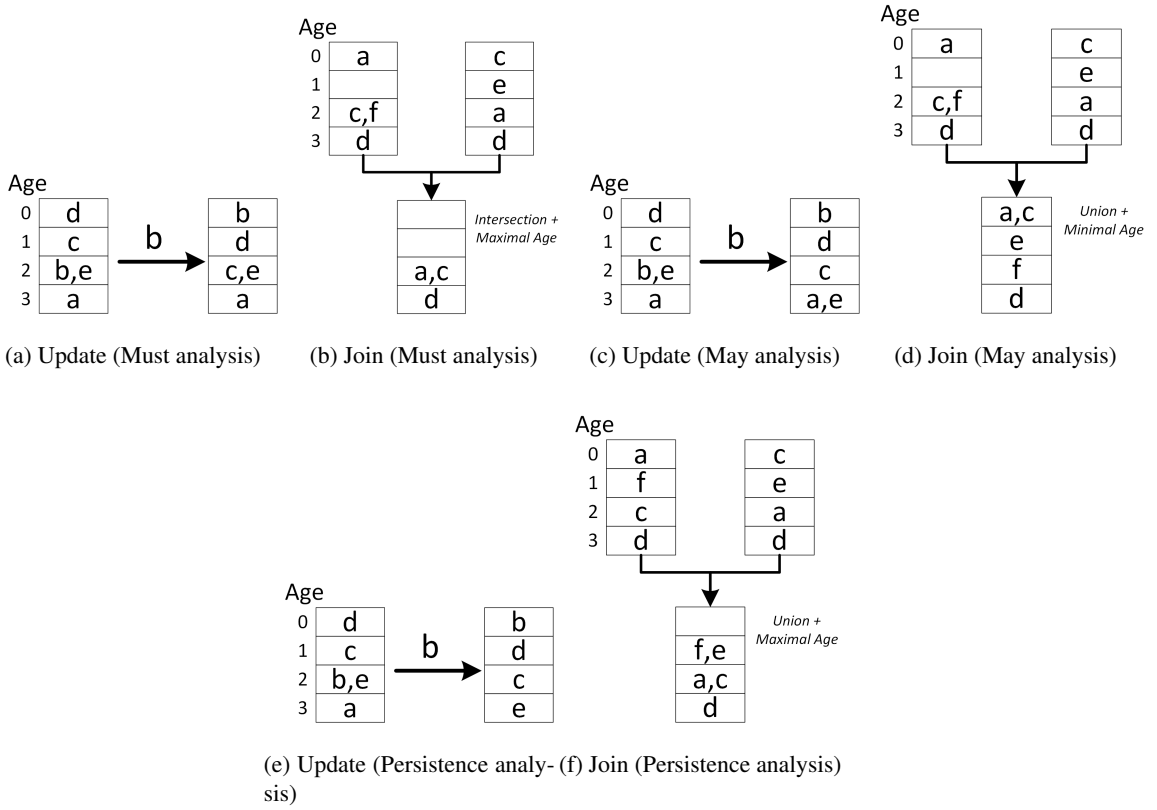 Age
0 a c
1 e
2 c,f a
3 d d
Intersection +
Maximal Age
a,c
d
Age
0 d b
1 c d
2 b,e c,e
3 a a
b
(a) Update (Must analysis)
(b) Join (Must analysis)
Age
0 d b
1 c d
2 b,e c
3 a a,e
b
(c) Update (May analysis)
Age
0 a c
1 e
2 c,f a
3 d d
a,c
e
f
d
Union +
Minimal Age
(d) Join (May analysis)
Age
0 d b
1 c d
2 b,e c
3 a e
b
(e) Update (Persistence analy-
sis)
Age
0 a c
1 f e
2 c a
3 d d
Union +
Maximal Age
f,e
a,c
d
(f) Join (Persistence analysis)